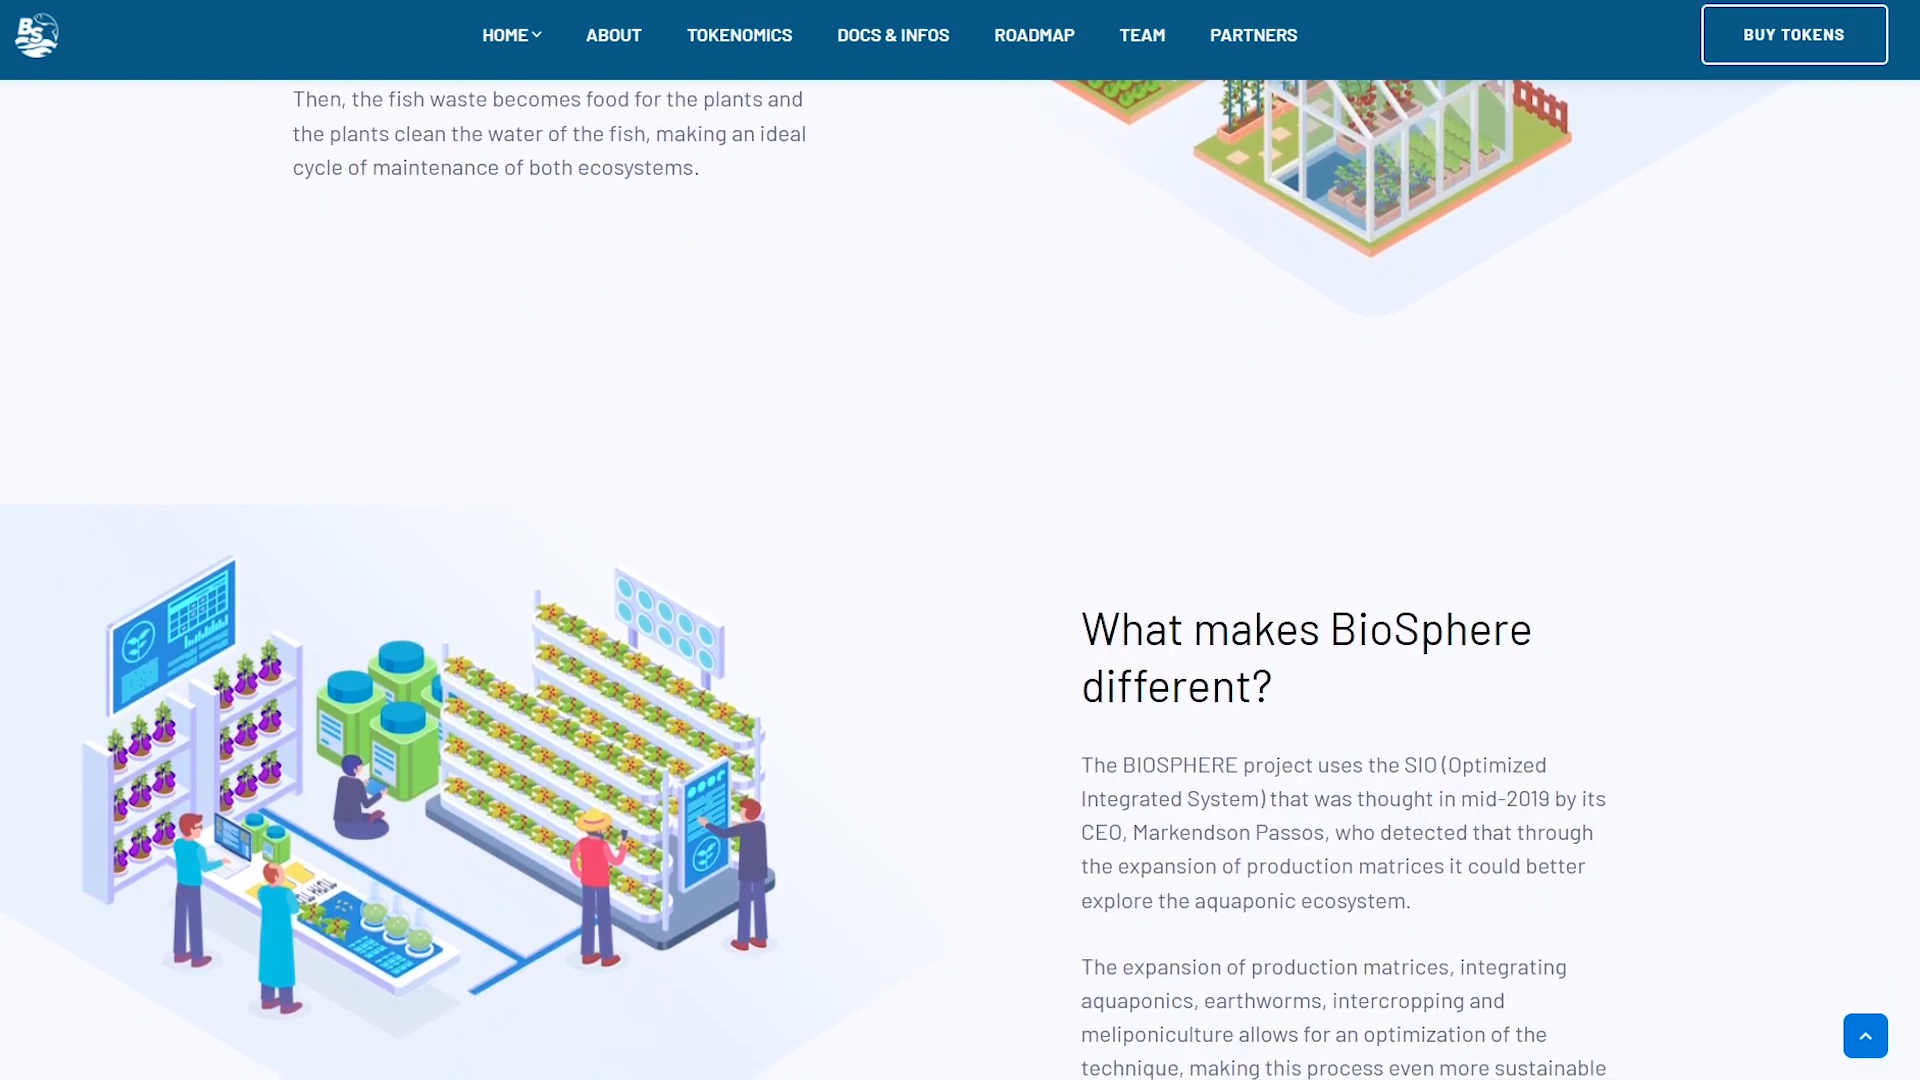 BS
HOME
ABOUT
TOKENOMICS
DOCS & INFOS
ROADMAP
TEAM
PARTNERS
BUY TOKENS
Then, the fish waste becomes food for the plants and
the plants clean the water of the fish, making an ideal
cycle of maintenance of both ecosystems.
What makes BioSphere
different?
The BIOSPHERE project uses the SIO (Optimized
Integrated System) that was thought in mid-2019 by its
CEO, Markendson Passos, who detected that through
the expansion of production matrices it could better
explore the aquaponic ecosystem.
The expansion of production matrices, integrating
aquaponics, earthworms, intercropping and
meliponiculture allows for an optimization of the
technique, making this process even more sustainable